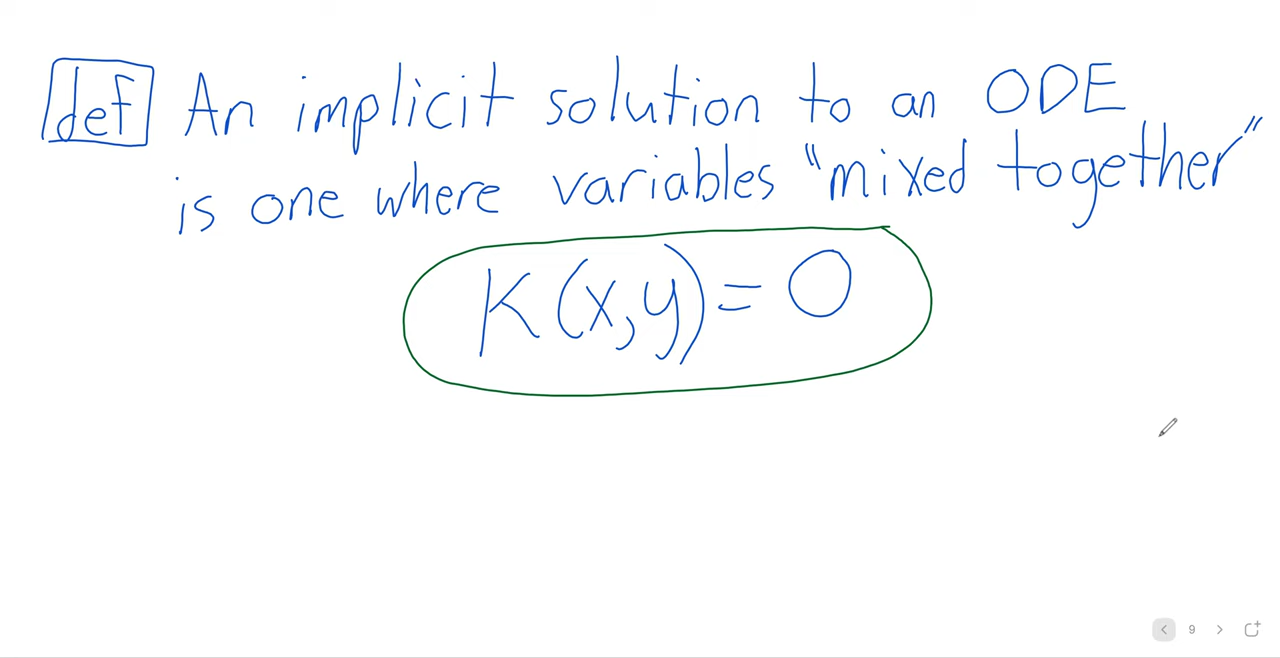 def An implicit solution to an ODE
is one where variables "mixed together"
K(x,y)=0
9